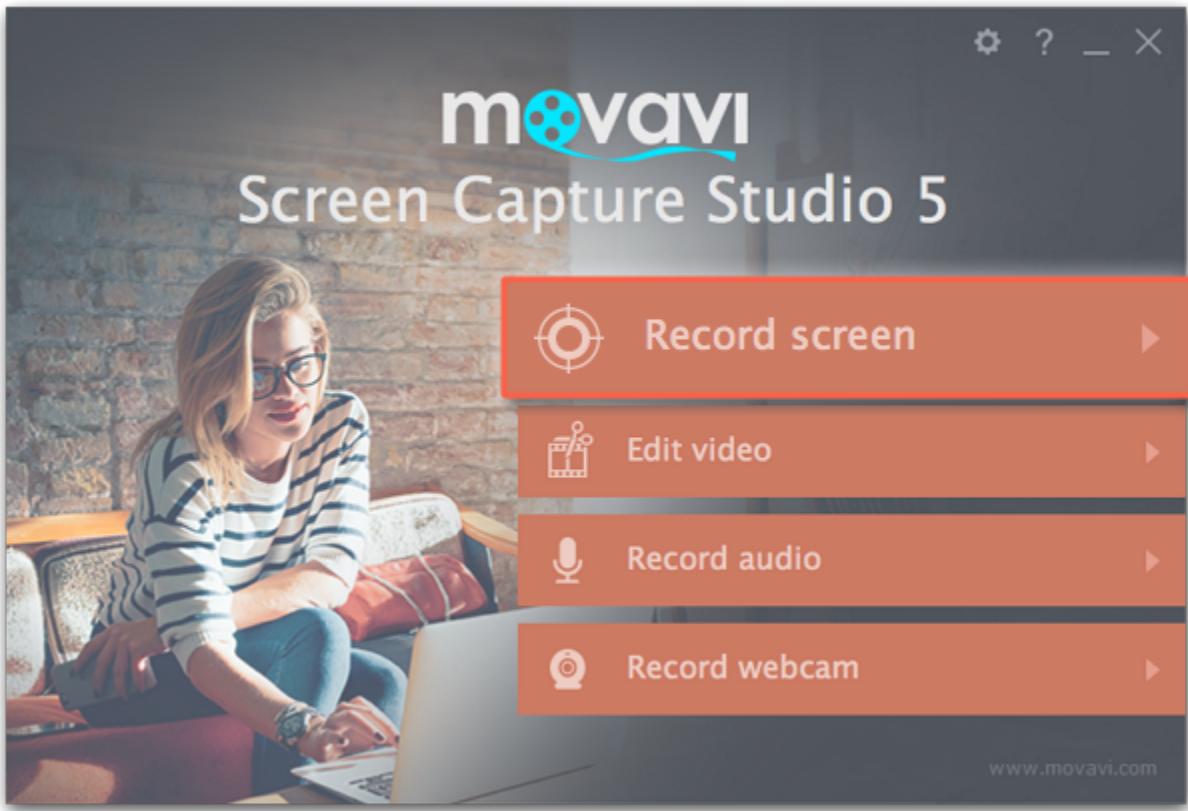 ?
movavi
Screen Capture Studio 5
Record screen
Edit video
Record audio
Record webcam
www.movavi.com